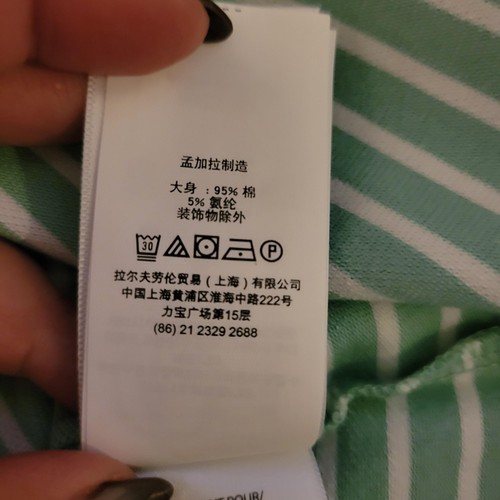 孟加拉制造
大身 : 95% 棉
5% 氨纶
装饰物除外
30 P
拉尔夫劳伦贸易 (上海) 有限公司
中国上海黄浦区淮海中路222号
力宝广场第15层
(86) 21 2329 2688